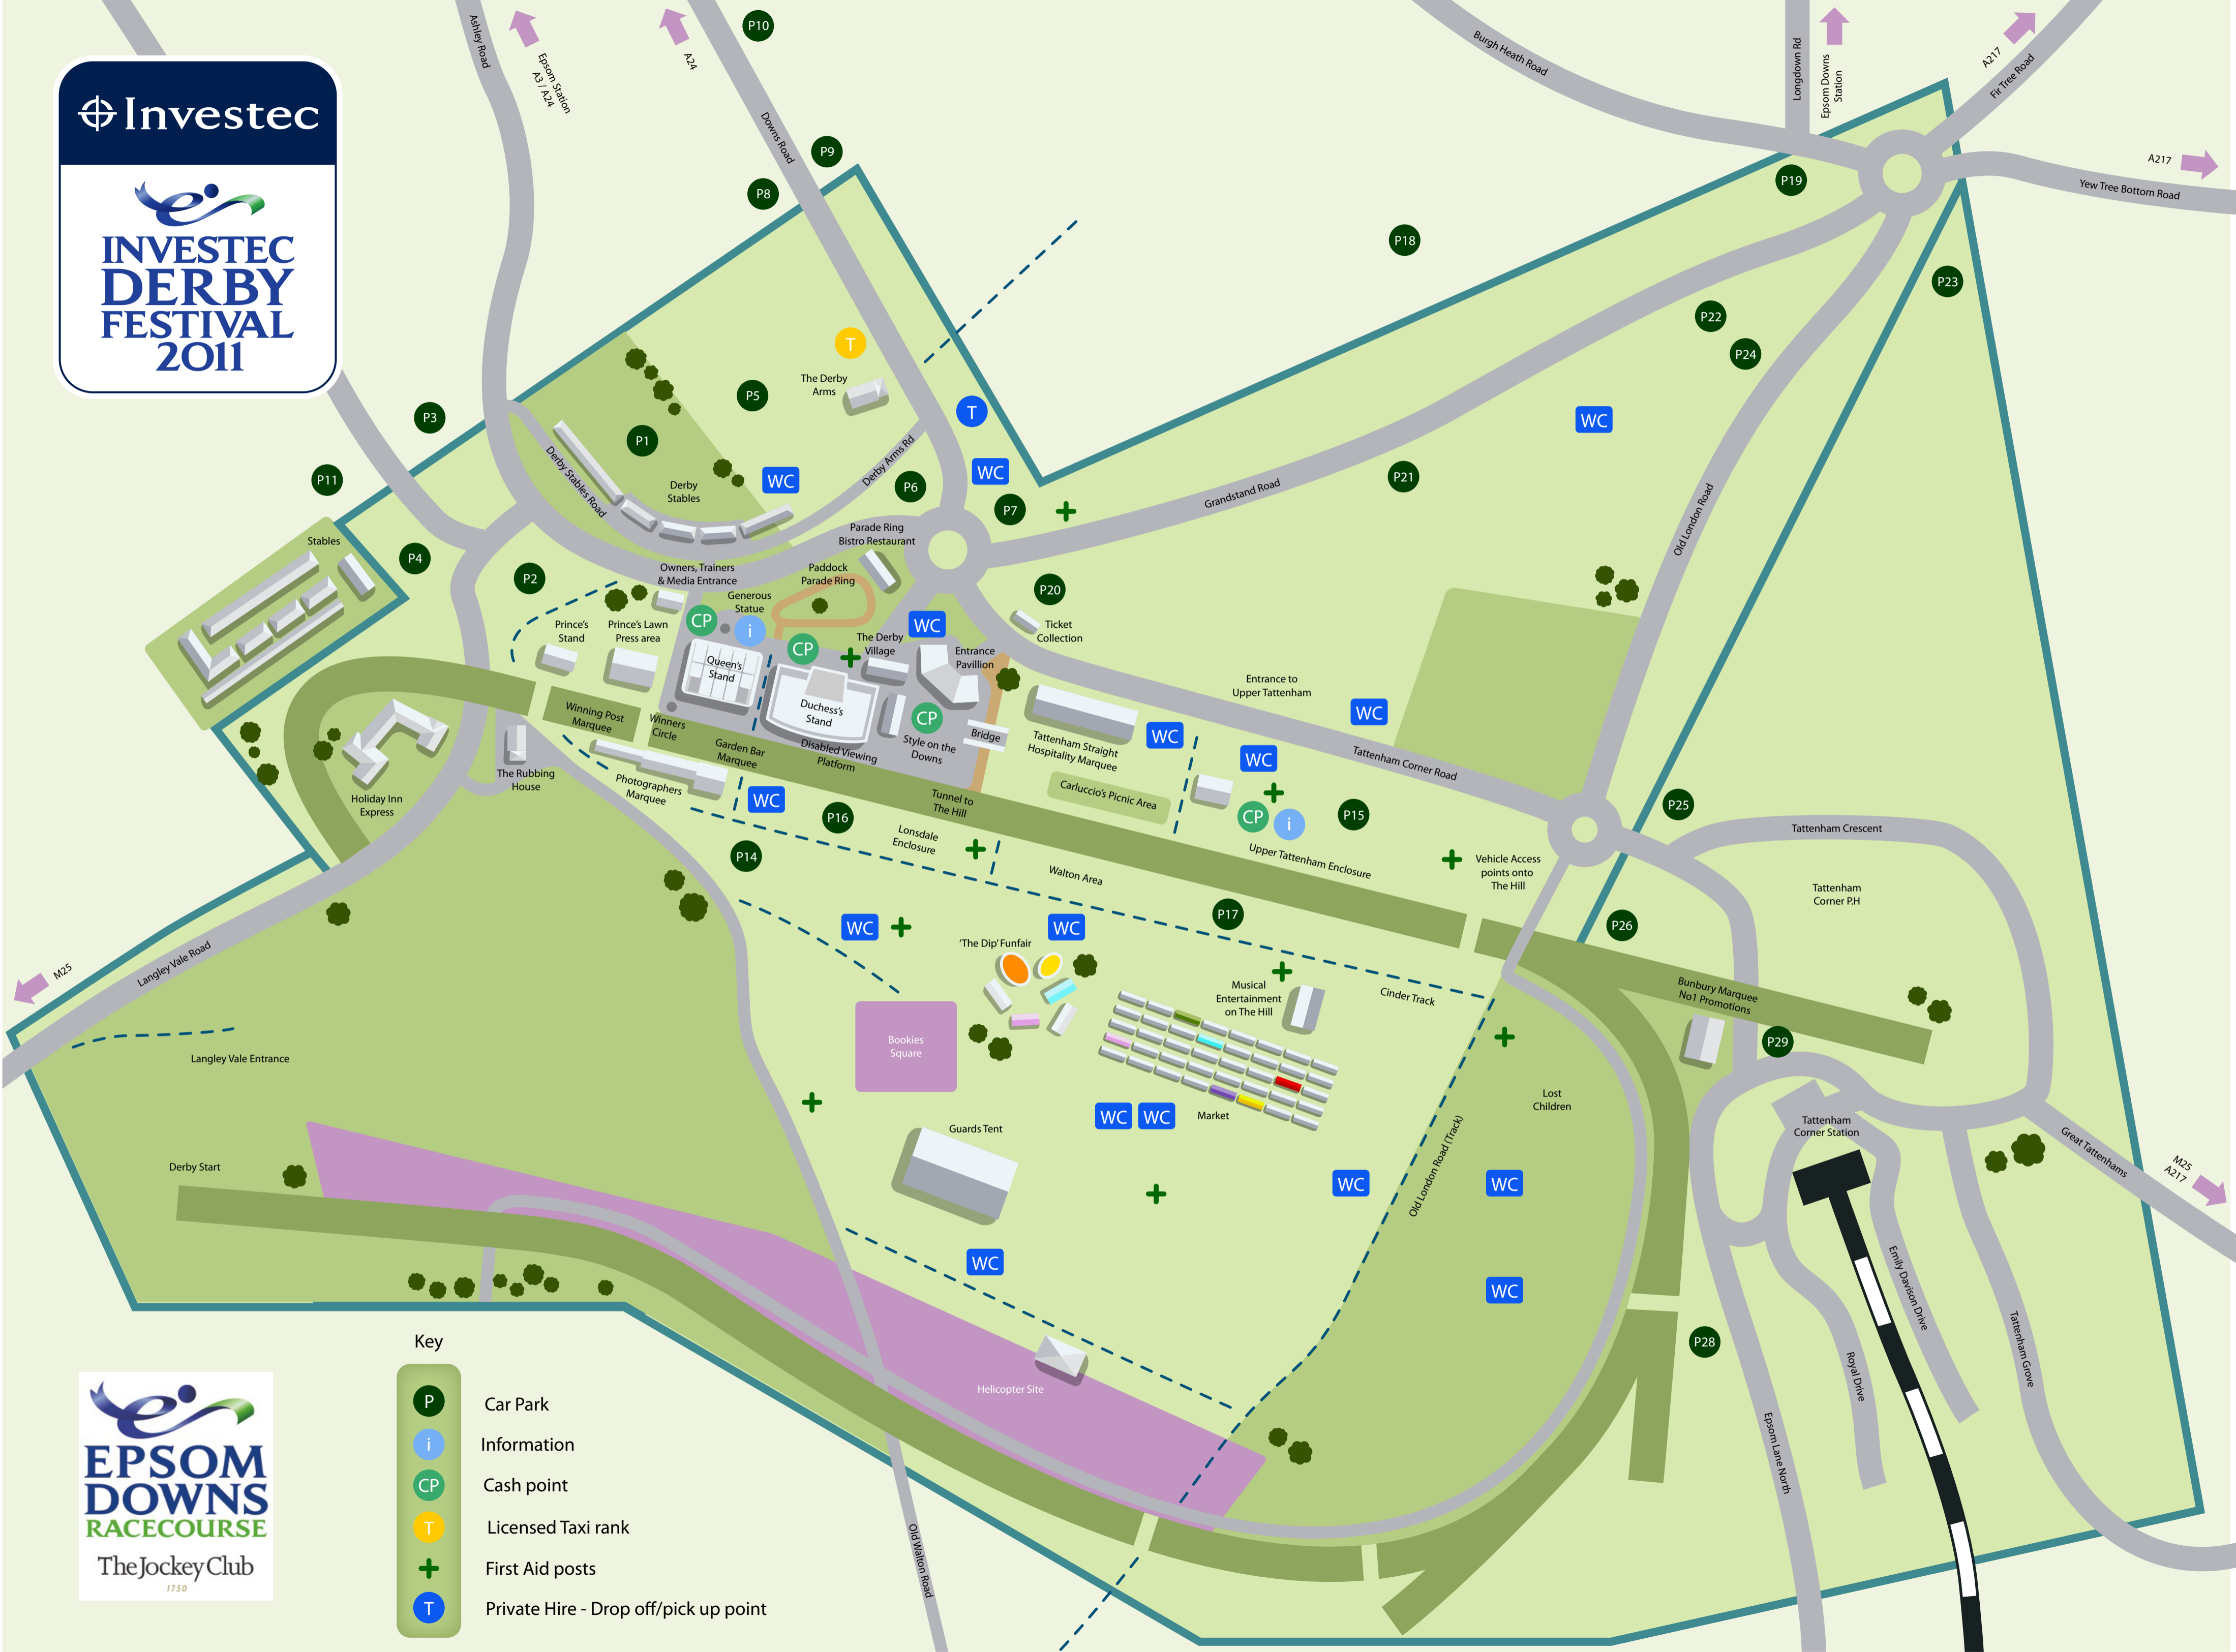 Investec
INVESTEC
DERBY
FESTIVAL
2011
Ashley Road
Epsom Station
A3 / A24
A24
P10
Downs Road
P9
P8
Burgh Heath Road
Longdown Rd
Epsom Downs
Station
A217
Fir Tree Road
A217
Yew Tree Bottom Road
P19
P18
P23
P22
P24
WC
P21
Grandstand Road
Old London Road
T
The Derby
Arms
P5
T
P3
P1
P11
Derby Stables Road
Derby
Stables
WC
Derby Arms Rd
P6
WC
P7
Stables
P4
P2
Parade Ring
Bistro Restaurant
Owners, Trainers
& Media Entrance
Paddock
Parade Ring
Generous
Statue
P20
Ticket
Collection
Prince's
Stand
Prince's Lawn
Press area
CP
i
CP
WC
The Derby
Village
Entrance
Pavillion
Queen's
Stand
Duchess's
Stand
CP
Style on the
Downs
Bridge
Entrance to
Upper Tattenham
WC
Tattenham Straight
Hospitality Marquee
WC
WC
Tattenham Corner Road
Winning Post
Marquee
Winners
Circle
Garden Bar
Marquee
Disabled Viewing
Platform
Carluccio's Picnic Area
The Rubbing
House
Photographers
Marquee
WC
Tunnel to
The Hill
Holiday Inn
Express
P16
Lonsdale
Enclosure
CP
i
P15
Upper Tattenham Enclosure
P14
Walton Area
Vehicle Access
points onto
The Hill
P25
Tattenham Crescent
Tattenham
Corner P.H
P17
P26
WC
WC
'The Dip' Funfair
Langley Vale Road
M25
Musical
Entertainment
on The Hill
Cinder Track
Bunbury Marquee
No1 Promotions
P29
Bookies
Square
Langley Vale Entrance
Lost
Children
WC
WC
Market
Guards Tent
Old London Road (Track)
Tattenham
Corner Station
Great Tattenhams
M25
A217
Derby Start
WC
WC
WC
WC
Emily Davison Drive
Tattenham Grove
P28
Royal Drive
Epsom Lane North
Helicopter Site
Old Walton Road
Key
P
Car Park
i
Information
CP
Cash point
T
Licensed Taxi rank
First Aid posts
T
Private Hire - Drop off/pick up point
EPSOM
DOWNS
RACECOURSE
The Jockey Club
1750